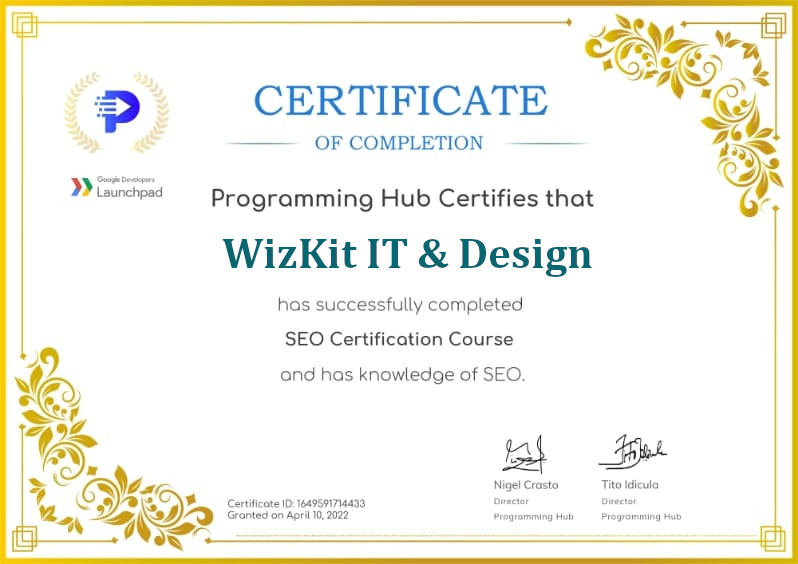 CERTIFICATE
OF COMPLETION
Google Developers
Launchpad
Programming Hub Certifies that
WizKit IT & Design
has successfully completed
SEO Certification Course
and has knowledge of SEO.
Nigel Crasto
Director
Programming Hub
Tito Idicula
Director
Programming Hub
Certificate ID: 1649591714433
Granted on April 10, 2022